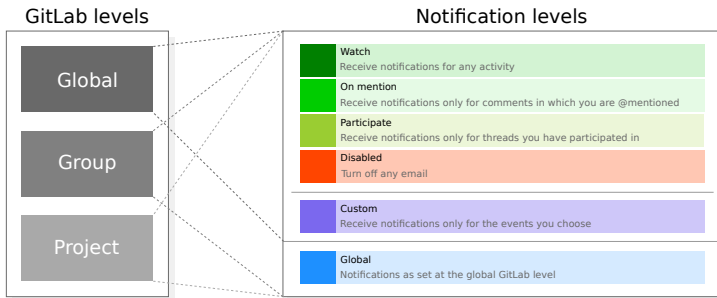 GitLab levels
Notification levels
Global
Group
Project
Watch
Receive notifications for any activity
On mention
Receive notifications only for comments in which you are @mentioned
Participate
Receive notifications only for threads you have participated in
Disabled
Turn off any email
Custom
Receive notifications only for the events you choose
Global
Notifications as set at the global GitLab level